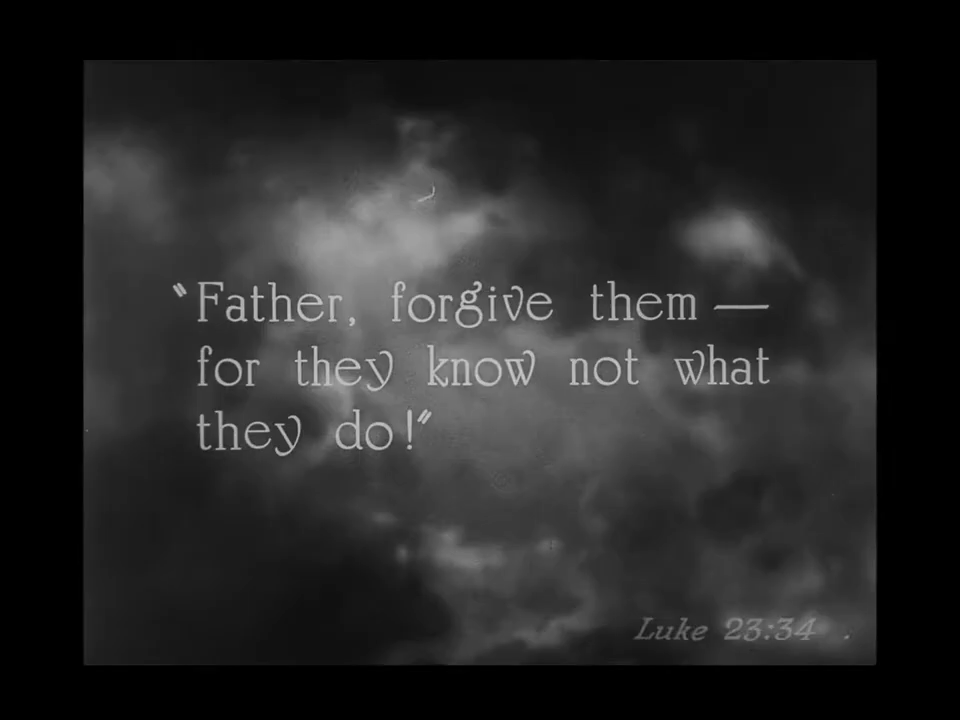 "Father, forgive them —
for they know not what
they do!"
Luke 23:34 .